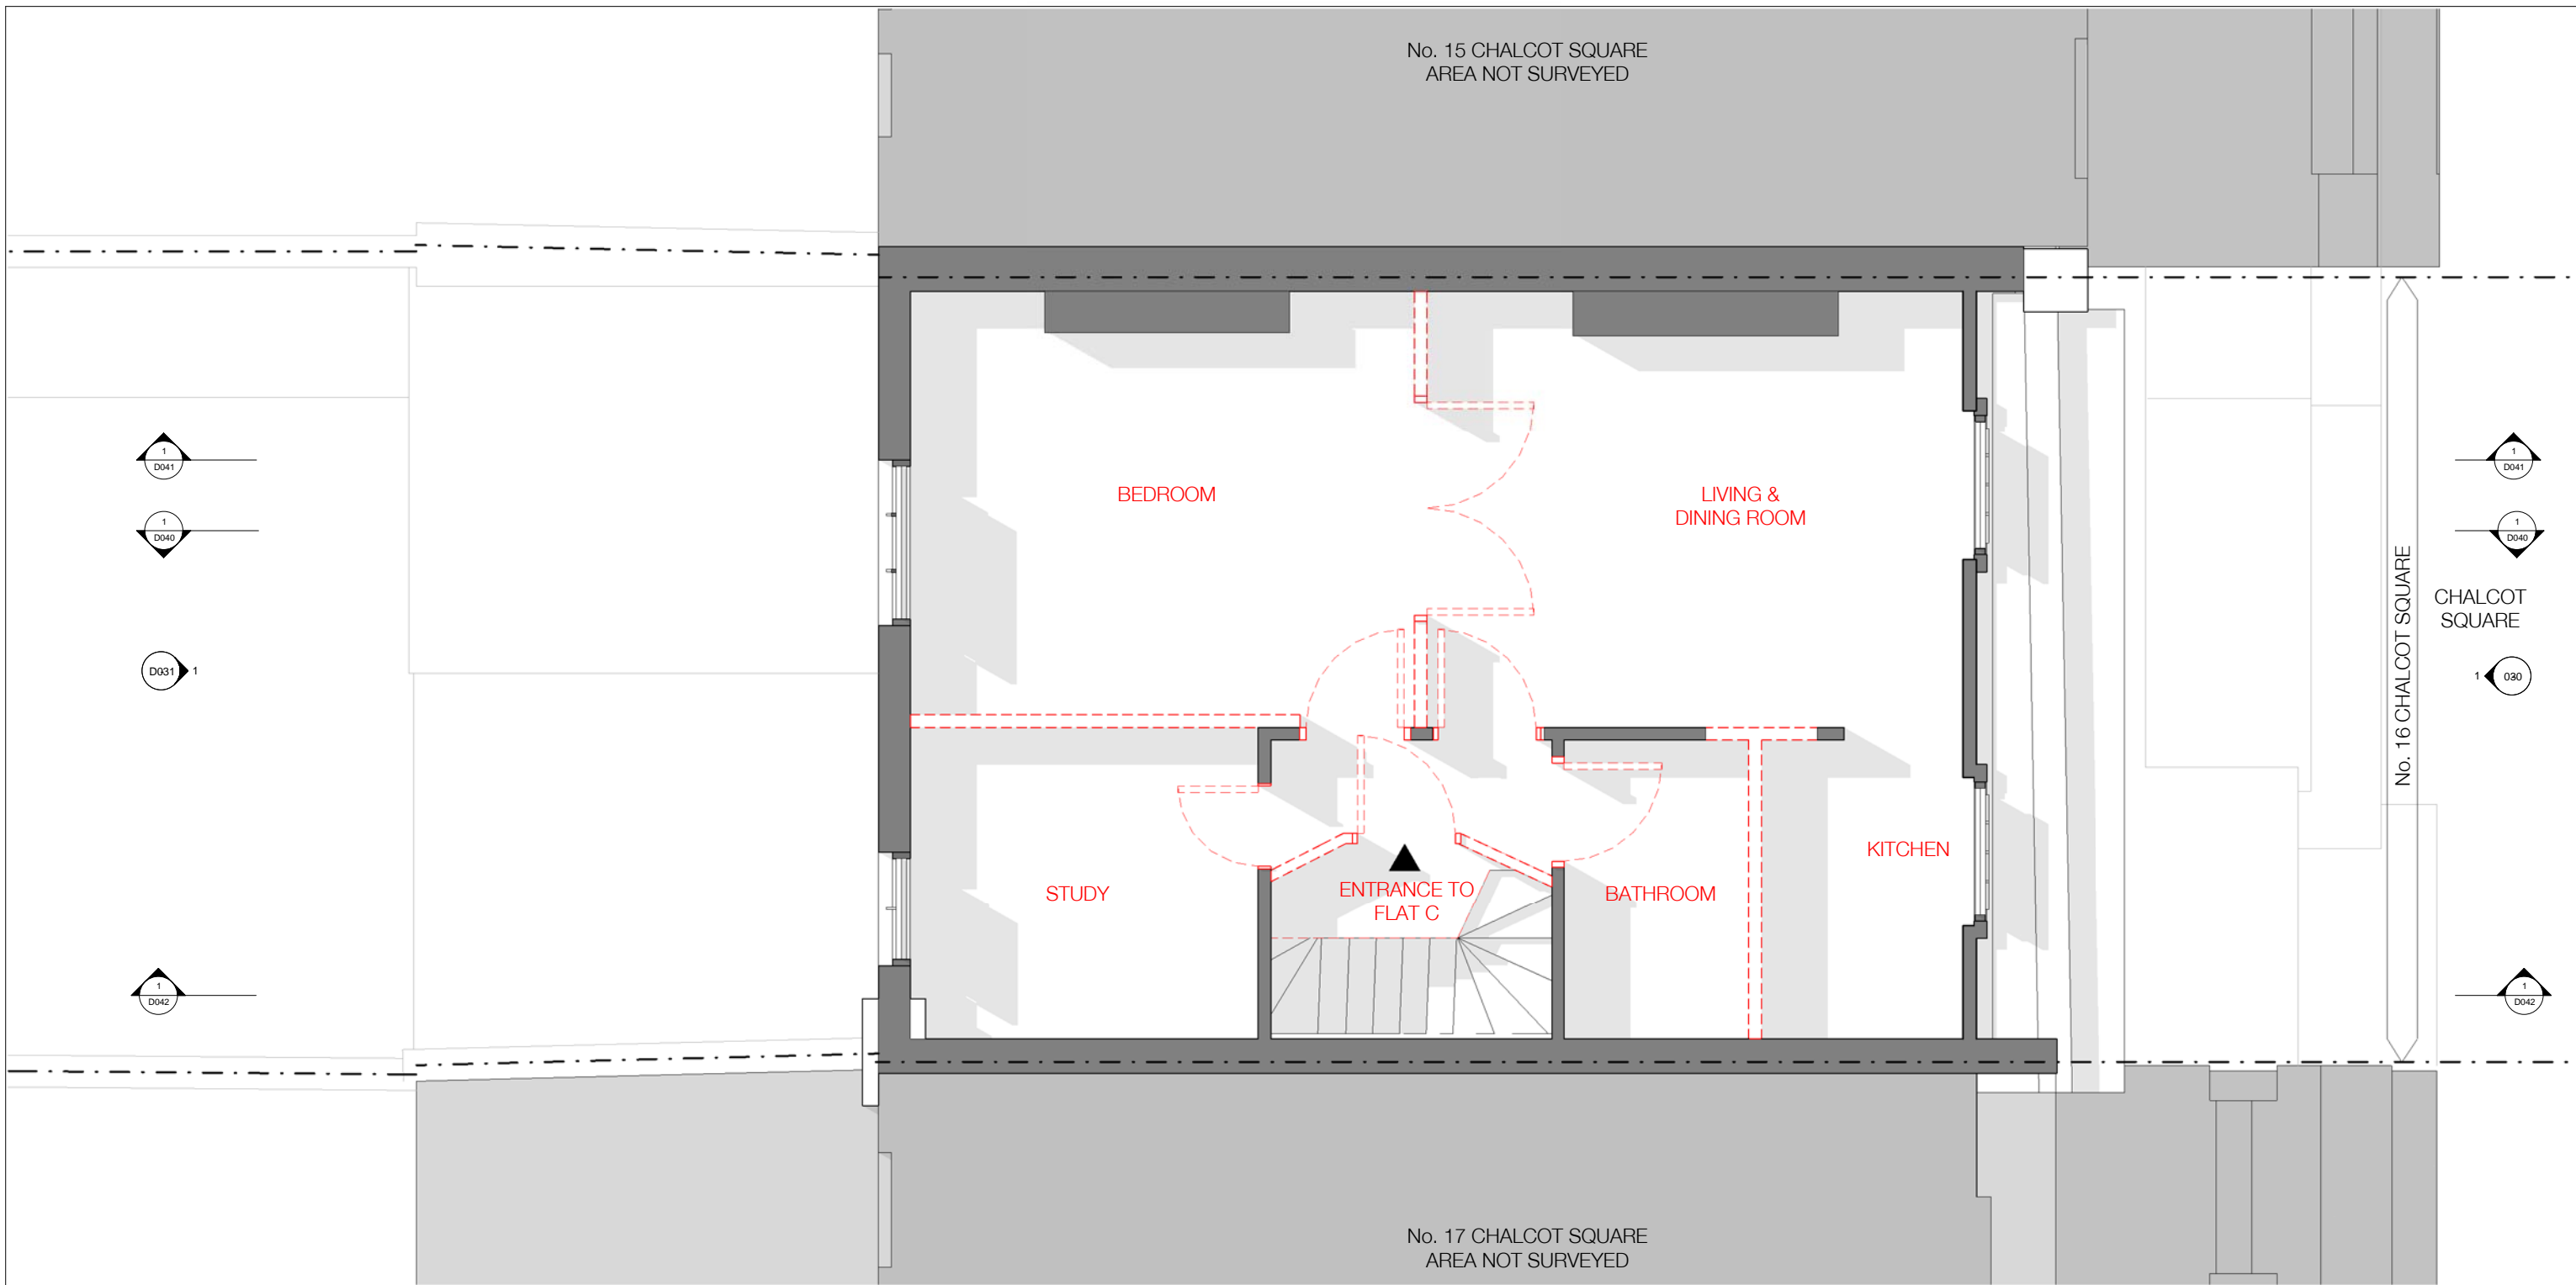 No. 15 CHALCOT SQUARE
AREA NOT SURVEYED
1
D041
1
D040
D031
1
1
D042
BEDROOM
LIVING &
DINING ROOM
STUDY
ENTRANCE TO
FLAT C
BATHROOM
KITCHEN
No. 16 CHALCOT SQUARE
CHALCOT
SQUARE
1
D041
1
D040
1
030
1
D042
No. 17 CHALCOT SQUARE
AREA NOT SURVEYED